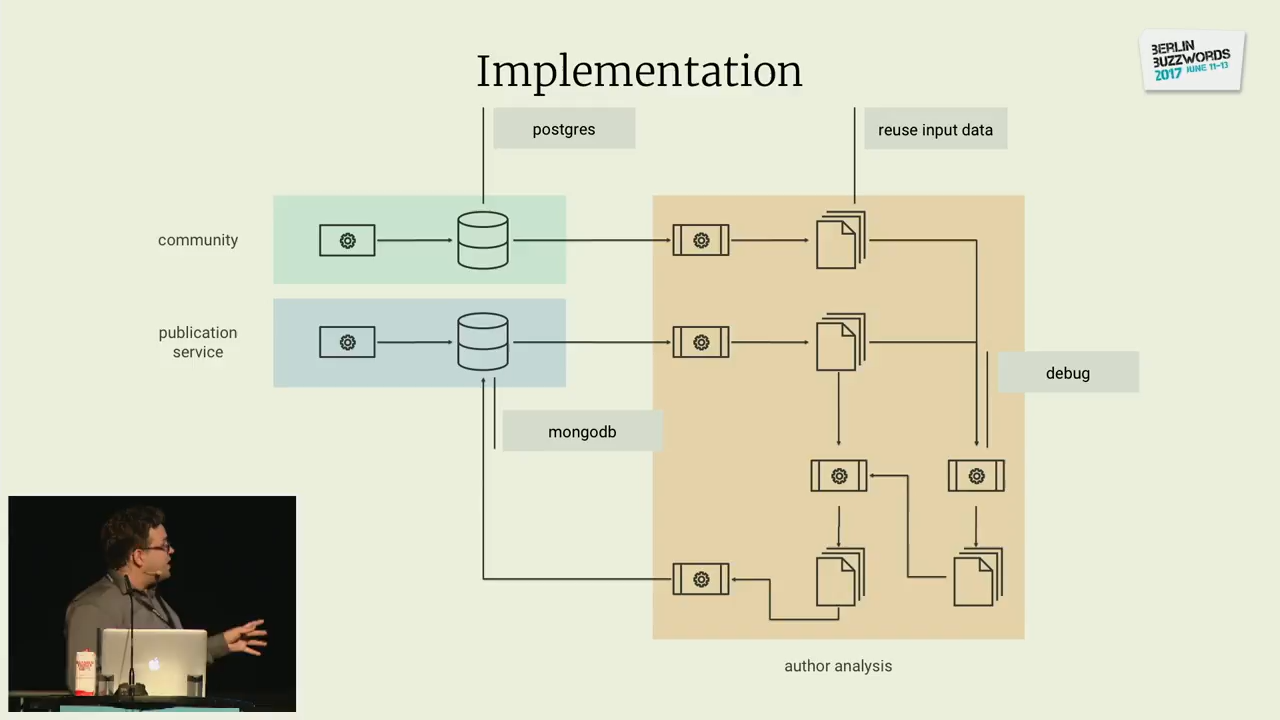 Implementation
BERLIN
BUZZWORDS
2017 JUNE 11-13
postgres
reuse input data
community
publication
service
debug
mongodb
author analysis